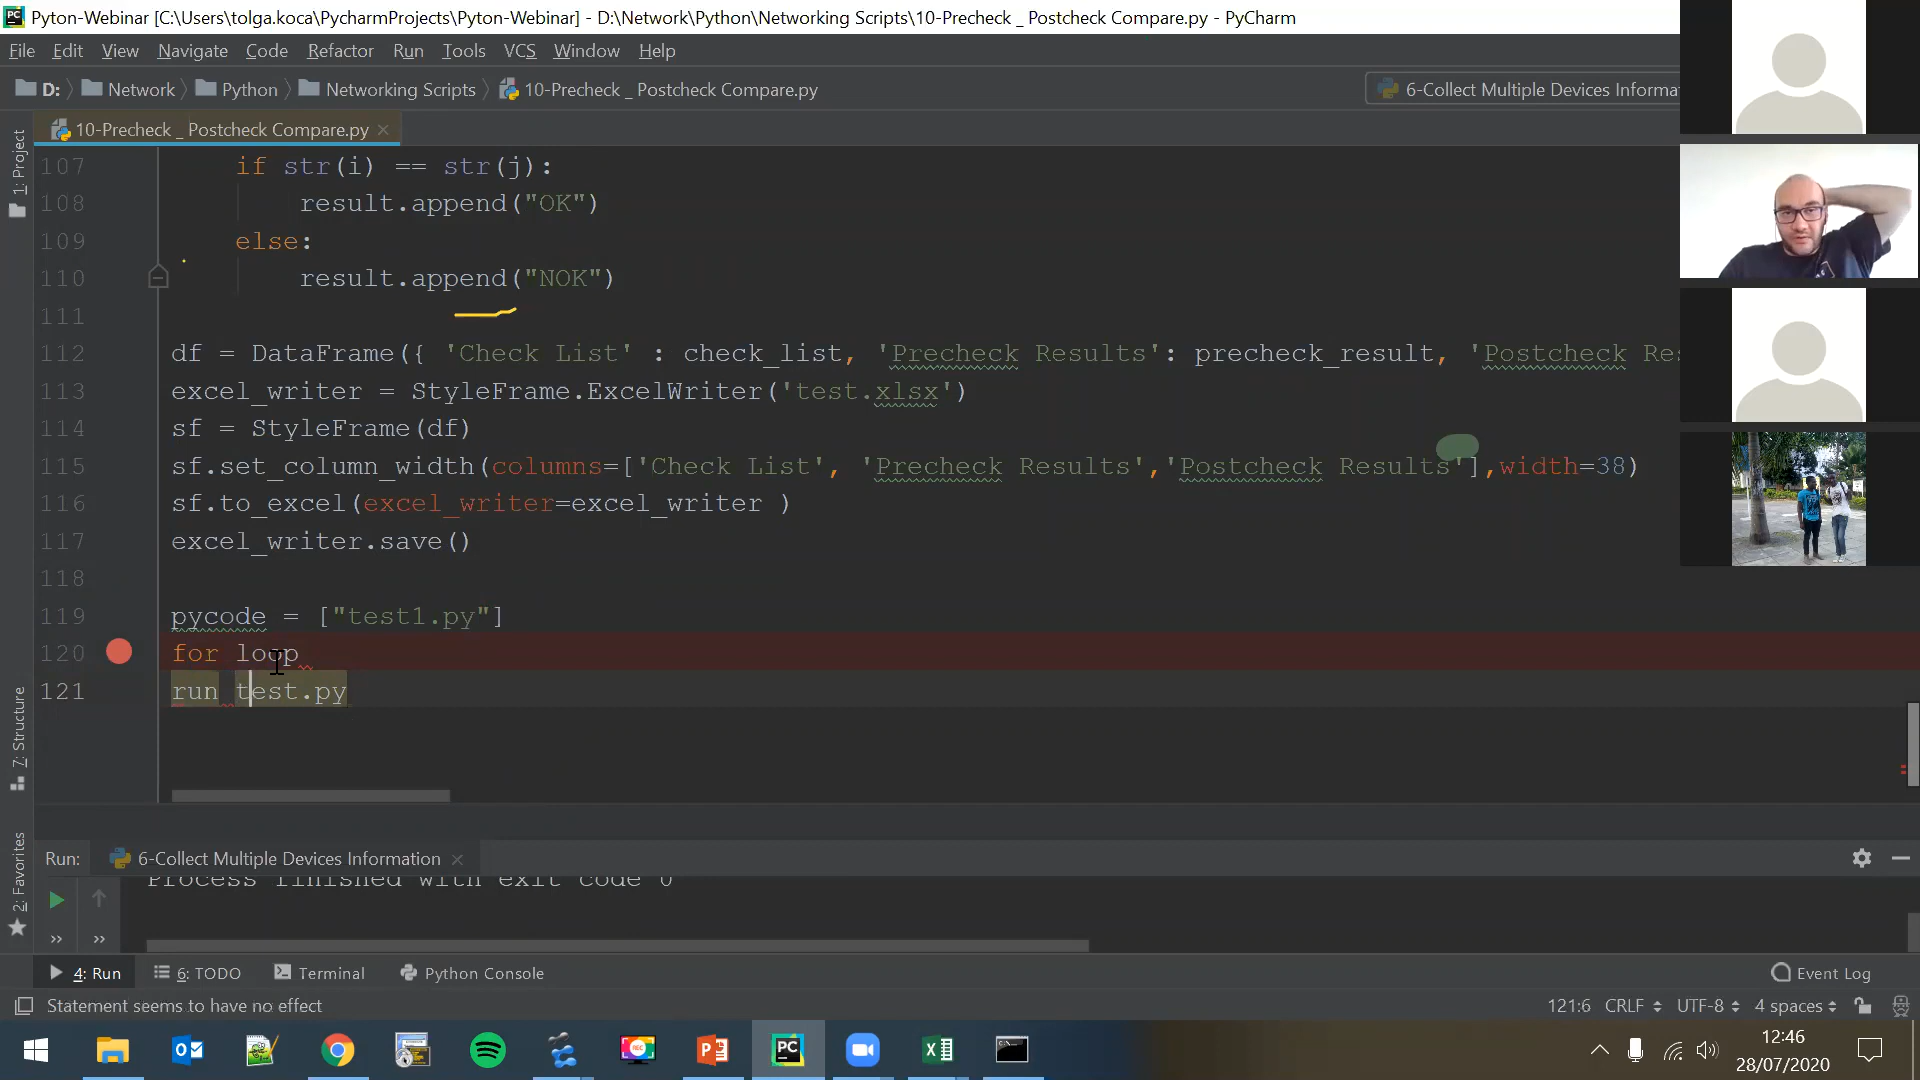 Pyton-Webinar [C:\Users\tolga.koca\PycharmProjects\Pyton-Webinar] - D:\Network\Python\Networking Scripts\10-Precheck _ Postcheck Compare.py - PyCharm
File Edit View Navigate Code Refactor Run Tools VCS Window Help
D: Network Python Networking Scripts 10-Precheck _ Postcheck Compare.py 6-Collect Multiple Devices Informa
10-Precheck _ Postcheck Compare.py
1: Project
107 if str(i) == str(j):
108 result.append("OK")
109 else:
110 result.append("NOK")
111
112 df = DataFrame({ 'Check List' : check_list, 'Precheck Results': precheck_result, 'Postcheck Res
113 excel_writer = StyleFrame.ExcelWriter('test.xlsx')
114 sf = StyleFrame(df)
115 sf.set_column_width(columns=['Check List', 'Precheck Results','Postcheck Results'],width=38)
116 sf.to_excel(excel_writer=excel_writer )
117 excel_writer.save()
118
119 pycode = ["test1.py"]
120 for loop
121 run test.py
7: Structure
2: Favorites
Run: 6-Collect Multiple Devices Information
Process finished with exit code 0
4: Run 6: TODO Terminal Python Console Event Log
Statement seems to have no effect 121:6 CRLF UTF-8 4 spaces
12:46
28/07/2020